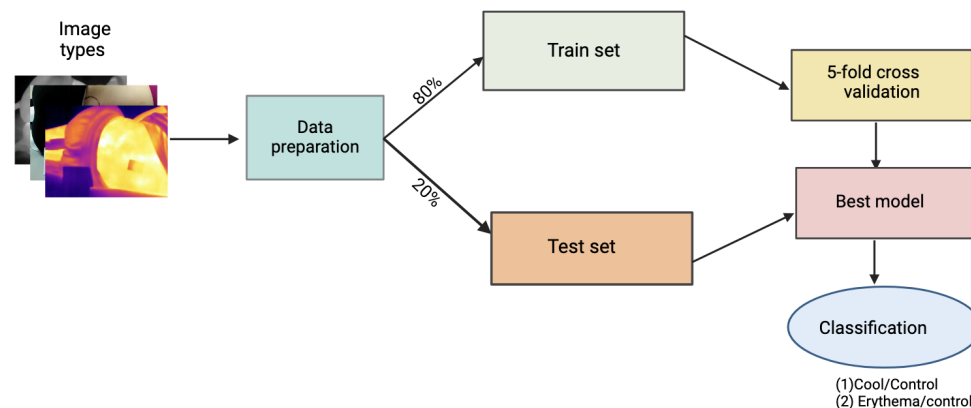 Image
types
Data
preparation
80%
20%
Train set
Test set
5-fold cross
validation
Best model
Classification
(1)Cool/Control
(2) Erythema/control